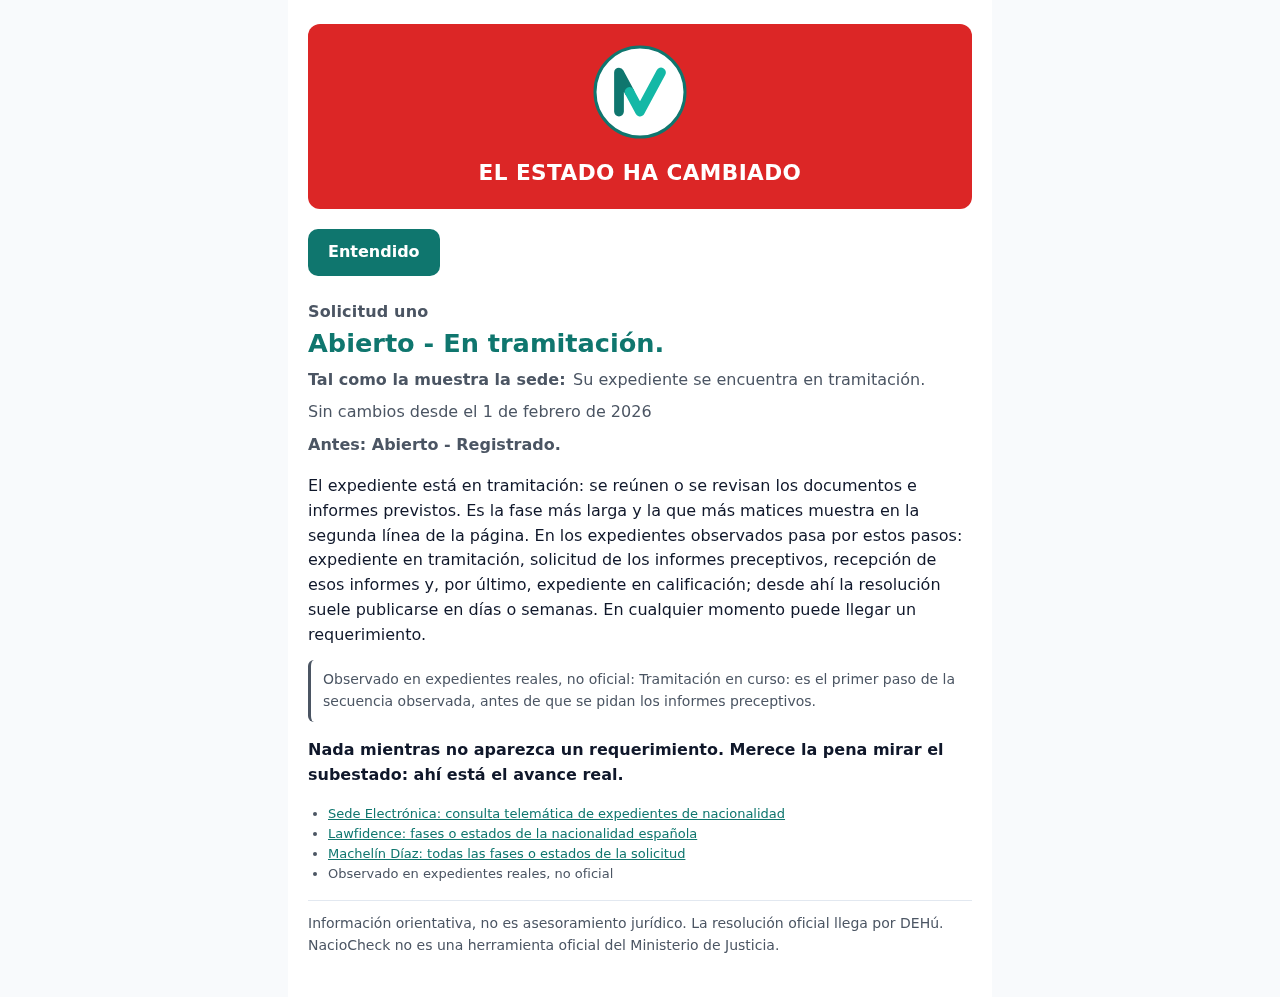 EL ESTADO HA CAMBIADO
Entendido
Solicitud uno
Abierto - En tramitación.
Tal como la muestra la sede: Su expediente se encuentra en tramitación.
Sin cambios desde el 1 de febrero de 2026
Antes: Abierto - Registrado.
El expediente está en tramitación: se reúnen o se revisan los documentos e
informes previstos. Es la fase más larga y la que más matices muestra en la
segunda línea de la página. En los expedientes observados pasa por estos pasos:
expediente en tramitación, solicitud de los informes preceptivos, recepción de
esos informes y, por último, expediente en calificación; desde ahí la resolución
suele publicarse en días o semanas. En cualquier momento puede llegar un
requerimiento.
Observado en expedientes reales, no oficial: Tramitación en curso: es el primer paso de la
secuencia observada, antes de que se pidan los informes preceptivos.
Nada mientras no aparezca un requerimiento. Merece la pena mirar el
subestado: ahí está el avance real.
• Sede Electrónica: consulta telemática de expedientes de nacionalidad
• Lawfidence: fases o estados de la nacionalidad española
• Machelín Díaz: todas las fases o estados de la solicitud
• Observado en expedientes reales, no oficial
Información orientativa, no es asesoramiento jurídico. La resolución oficial llega por DEHú.
NacioCheck no es una herramienta oficial del Ministerio de Justicia.